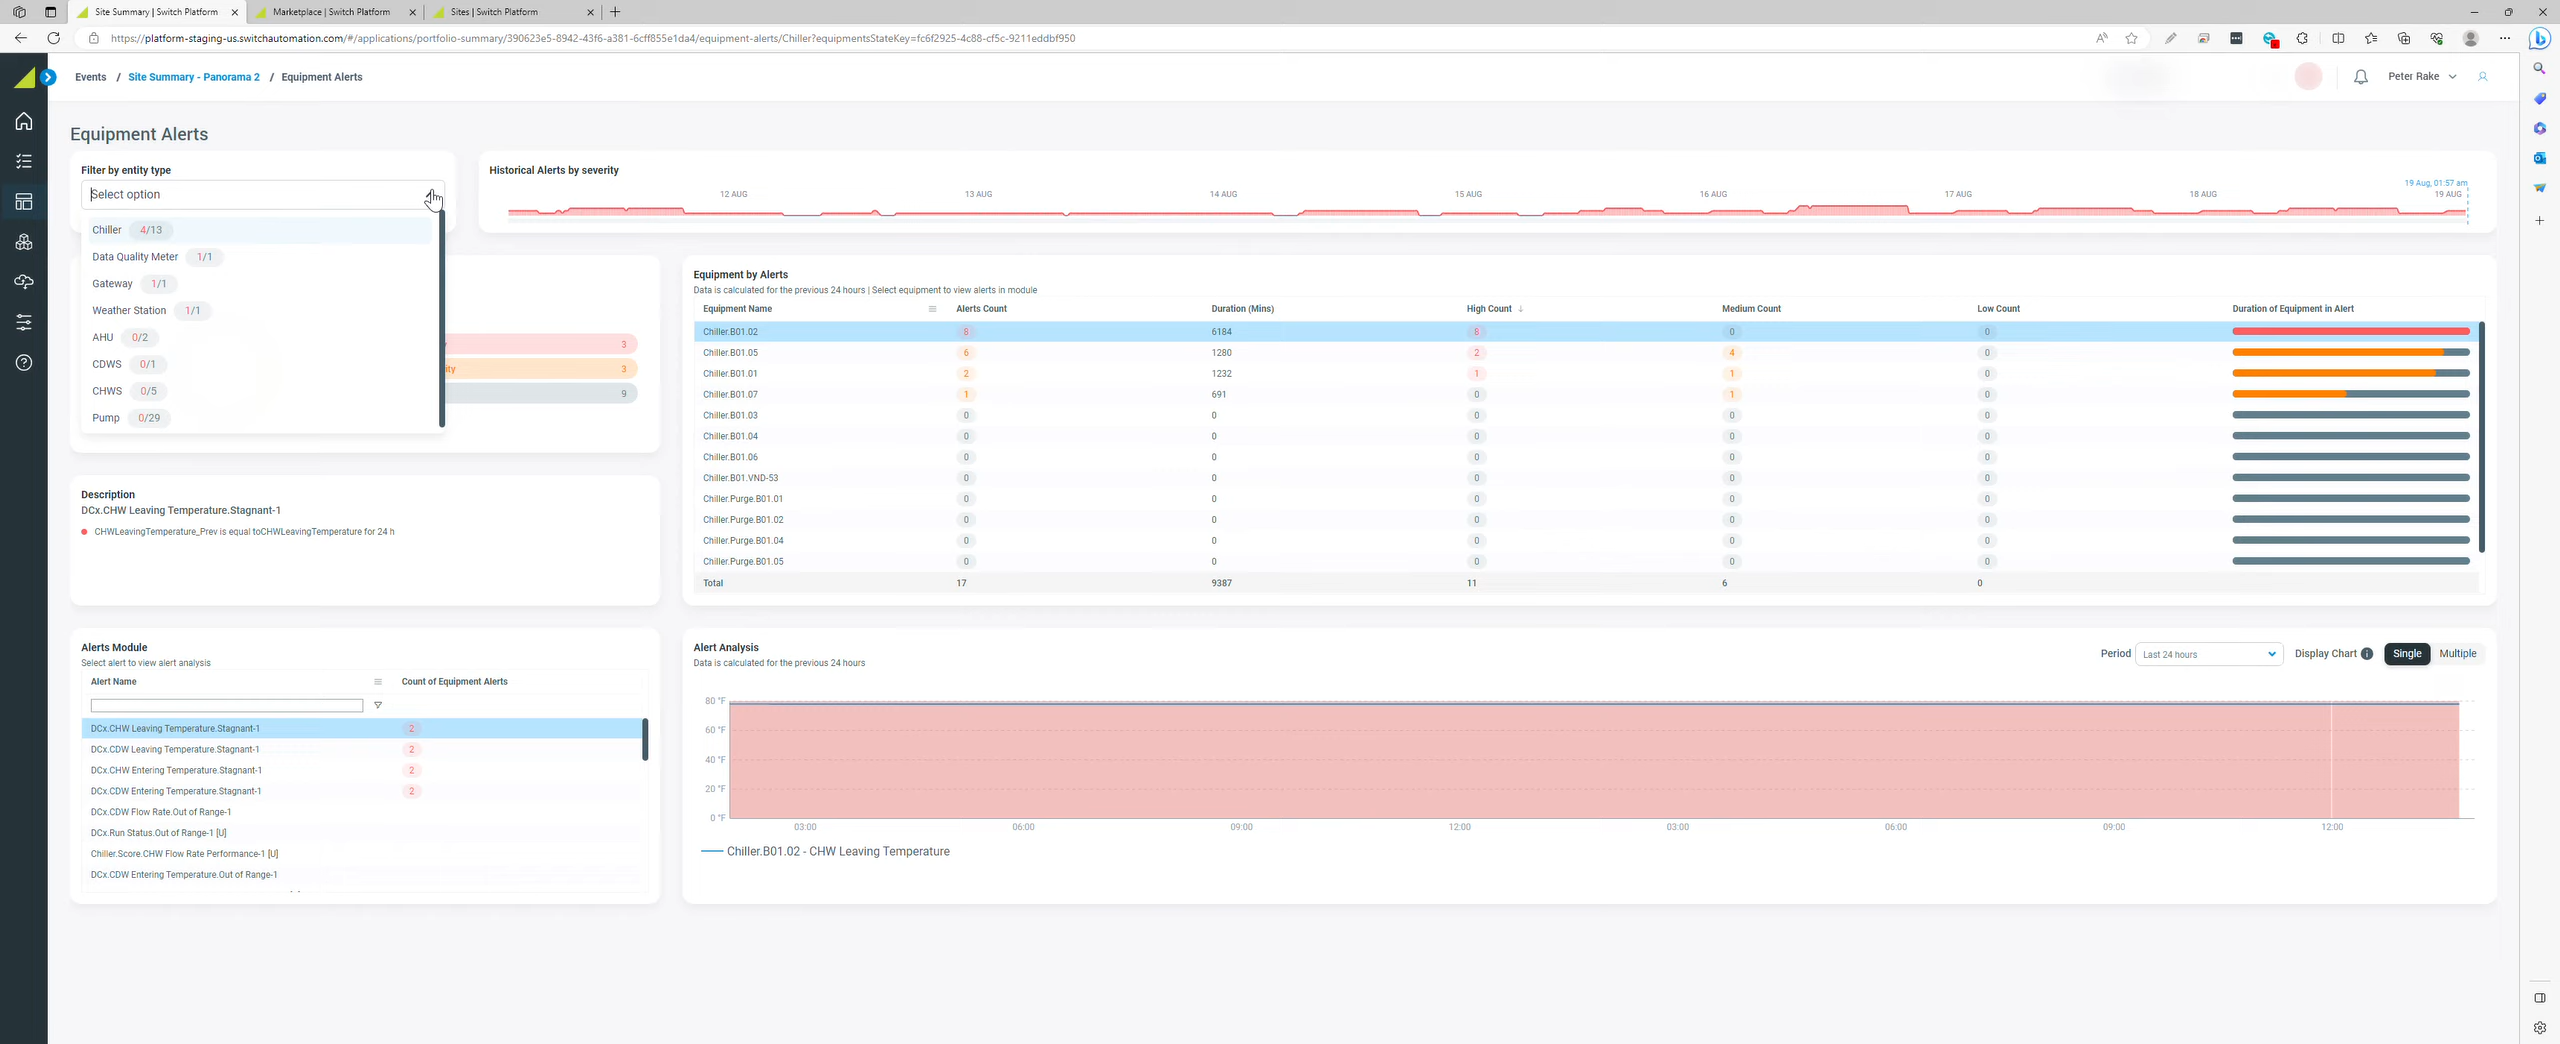 Site Summary | Switch Platform
Marketplace | Switch Platform
Sites | Switch Platform
https://platform-staging-us.switchautomation.com/#/applications/portfolio-summary/390623e5-8942-43f6-a381-6cff855e1da4/equipment-alerts/Chiller?equipmentsStateKey=fc6f2925-4c88-cf5c-9211eddbf950
Events / Site Summary - Panorama 2 / Equipment Alerts
Peter Rake
Equipment Alerts
Filter by entity type
Select option
Chiller 4/13
Data Quality Meter 1/1
Gateway 1/1
Weather Station 1/1
AHU 0/2
CDWS 0/1
CHWS 0/5
Pump 0/29
3
ity 3
9
Historical Alerts by severity
19 Aug, 01:57 am
12 AUG 13 AUG 14 AUG 15 AUG 16 AUG 17 AUG 18 AUG 19 AUG
Equipment by Alerts
Data is calculated for the previous 24 hours | Select equipment to view alerts in module
Equipment Name Alerts Count Duration (Mins) High Count ↓ Medium Count Low Count Duration of Equipment in Alert
Chiller.B01.02 8 6184 8 0 0
Chiller.B01.05 6 1280 2 4 0
Chiller.B01.01 2 1232 1 1 0
Chiller.B01.07 1 691 0 1 0
Chiller.B01.03 0 0 0 0 0
Chiller.B01.04 0 0 0 0 0
Chiller.B01.06 0 0 0 0 0
Chiller.B01.VND-53 0 0 0 0 0
Chiller.Purge.B01.01 0 0 0 0 0
Chiller.Purge.B01.02 0 0 0 0 0
Chiller.Purge.B01.04 0 0 0 0 0
Chiller.Purge.B01.05 0 0 0 0 0
Total 17 9387 11 6 0
Description
DCx.CHW Leaving Temperature.Stagnant-1
CHWLeavingTemperature_Prev is equal toCHWLeavingTemperature for 24 h
Alerts Module
Select alert to view alert analysis
Alert Name Count of Equipment Alerts
DCx.CHW Leaving Temperature.Stagnant-1 2
DCx.CDW Leaving Temperature.Stagnant-1 2
DCx.CHW Entering Temperature.Stagnant-1 2
DCx.CDW Entering Temperature.Stagnant-1 2
DCx.CDW Flow Rate.Out of Range-1
DCx.Run Status.Out of Range-1 [U]
Chiller.Score.CHW Flow Rate Performance-1 [U]
DCx.CDW Entering Temperature.Out of Range-1
Alert Analysis
Data is calculated for the previous 24 hours
Period Last 24 hours Display Chart Single Multiple
80 °F
60 °F
40 °F
20 °F
0 °F
03:00 06:00 09:00 12:00 03:00 06:00 09:00 12:00
Chiller.B01.02 - CHW Leaving Temperature